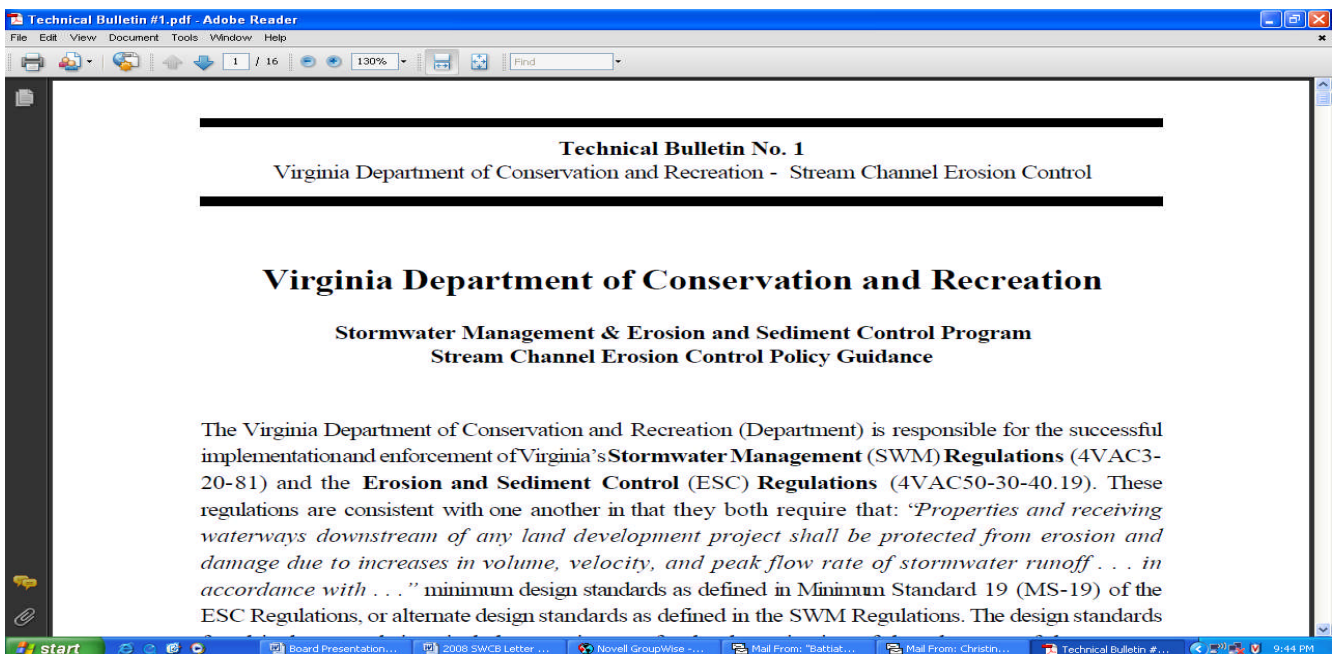 Technical Bulletin #1.pdf - Adobe Reader
File Edit View Document Tools Window Help
1 / 16 130% Find
Technical Bulletin No. 1
Virginia Department of Conservation and Recreation - Stream Channel Erosion Control
Virginia Department of Conservation and Recreation
Stormwater Management & Erosion and Sediment Control Program
Stream Channel Erosion Control Policy Guidance
The Virginia Department of Conservation and Recreation (Department) is responsible for the successful
implementation and enforcement of Virginia's Stormwater Management (SWM) Regulations (4VAC3-
20-81) and the Erosion and Sediment Control (ESC) Regulations (4VAC50-30-40.19). These
regulations are consistent with one another in that they both require that: "Properties and receiving
waterways downstream of any land development project shall be protected from erosion and
damage due to increases in volume, velocity, and peak flow rate of stormwater runoff . . . in
accordance with . . ." minimum design standards as defined in Minimum Standard 19 (MS-19) of the
ESC Regulations, or alternate design standards as defined in the SWM Regulations. The design standards
start Board Presentation... 2008 SWCB Letter ... Novell GroupWise -... Mail From: "Battiat... Mail From: Christin... Technical Bulletin #... 9:44 PM